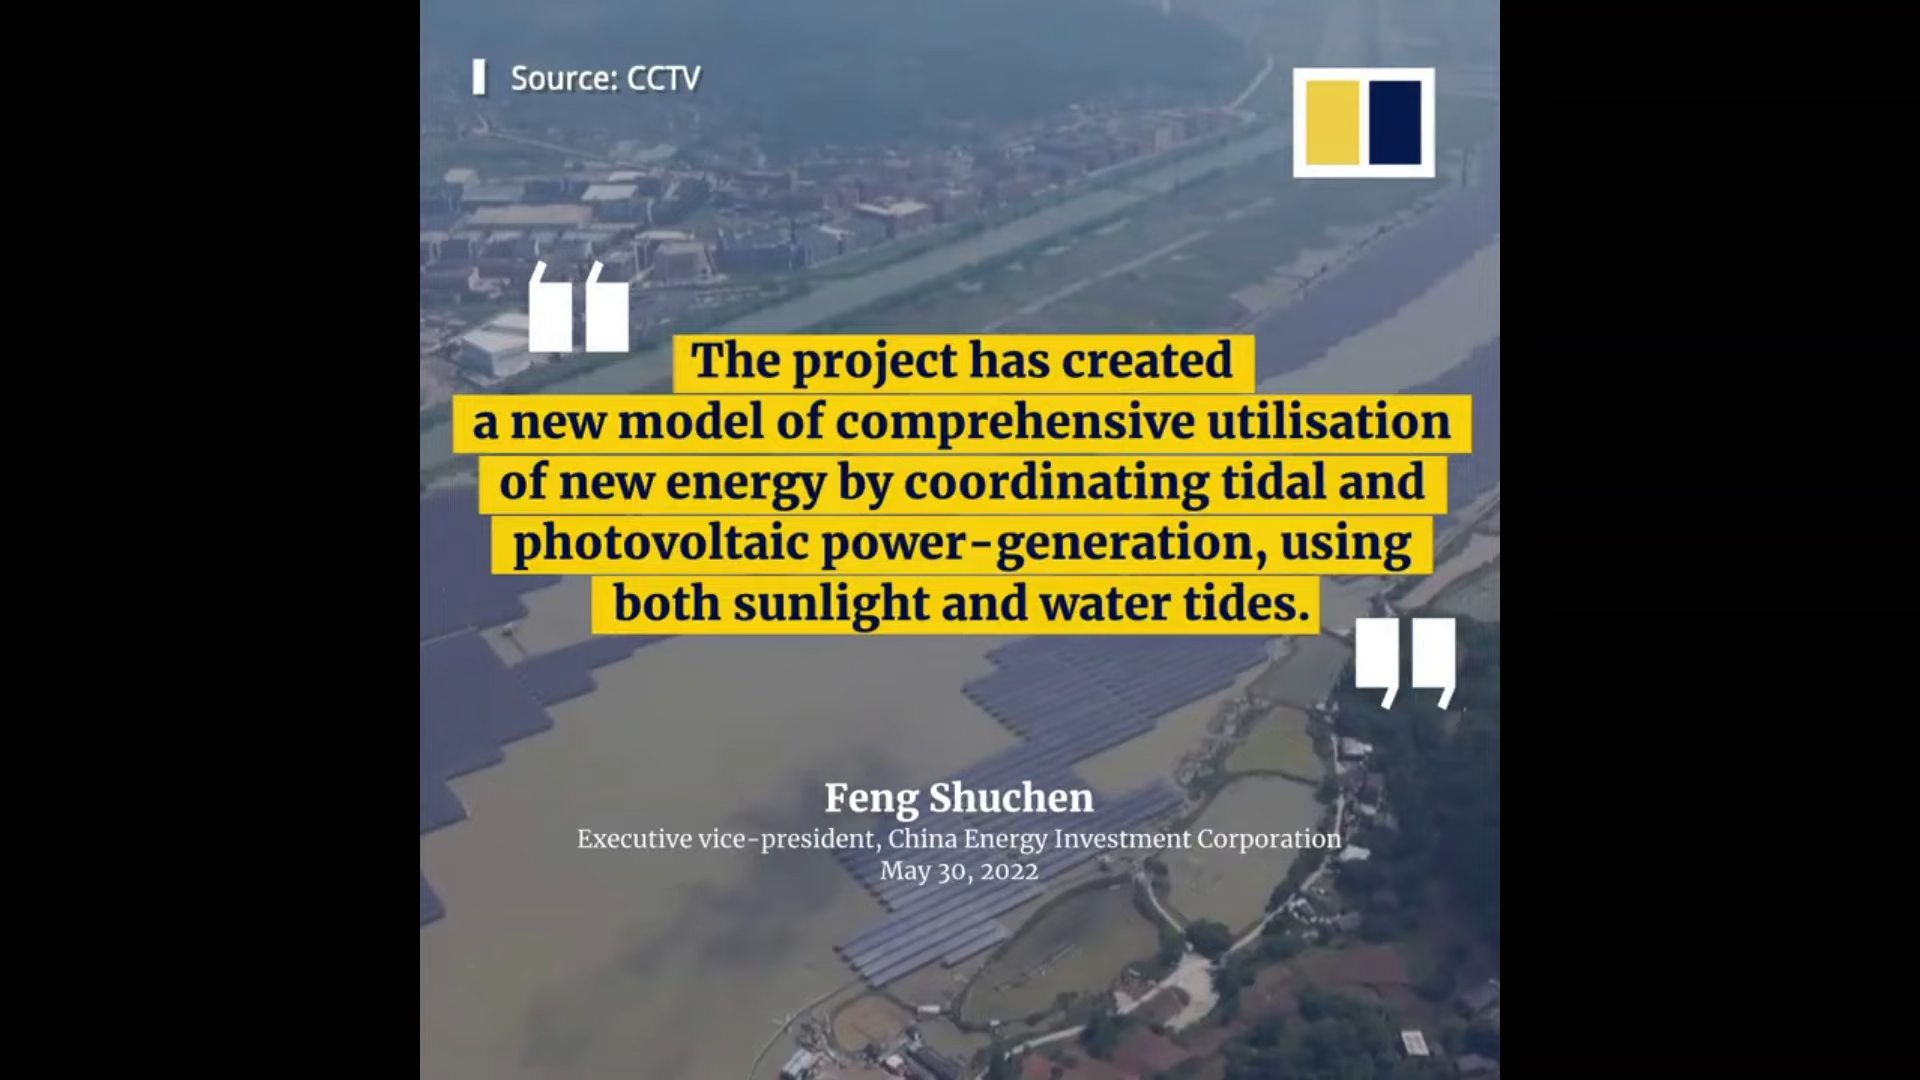 Source: CCTV
“
The project has created
a new model of comprehensive utilisation
of new energy by coordinating tidal and
photovoltaic power-generation, using
both sunlight and water tides.
”
Feng Shuchen
Executive vice-president, China Energy Investment Corporation
May 30, 2022